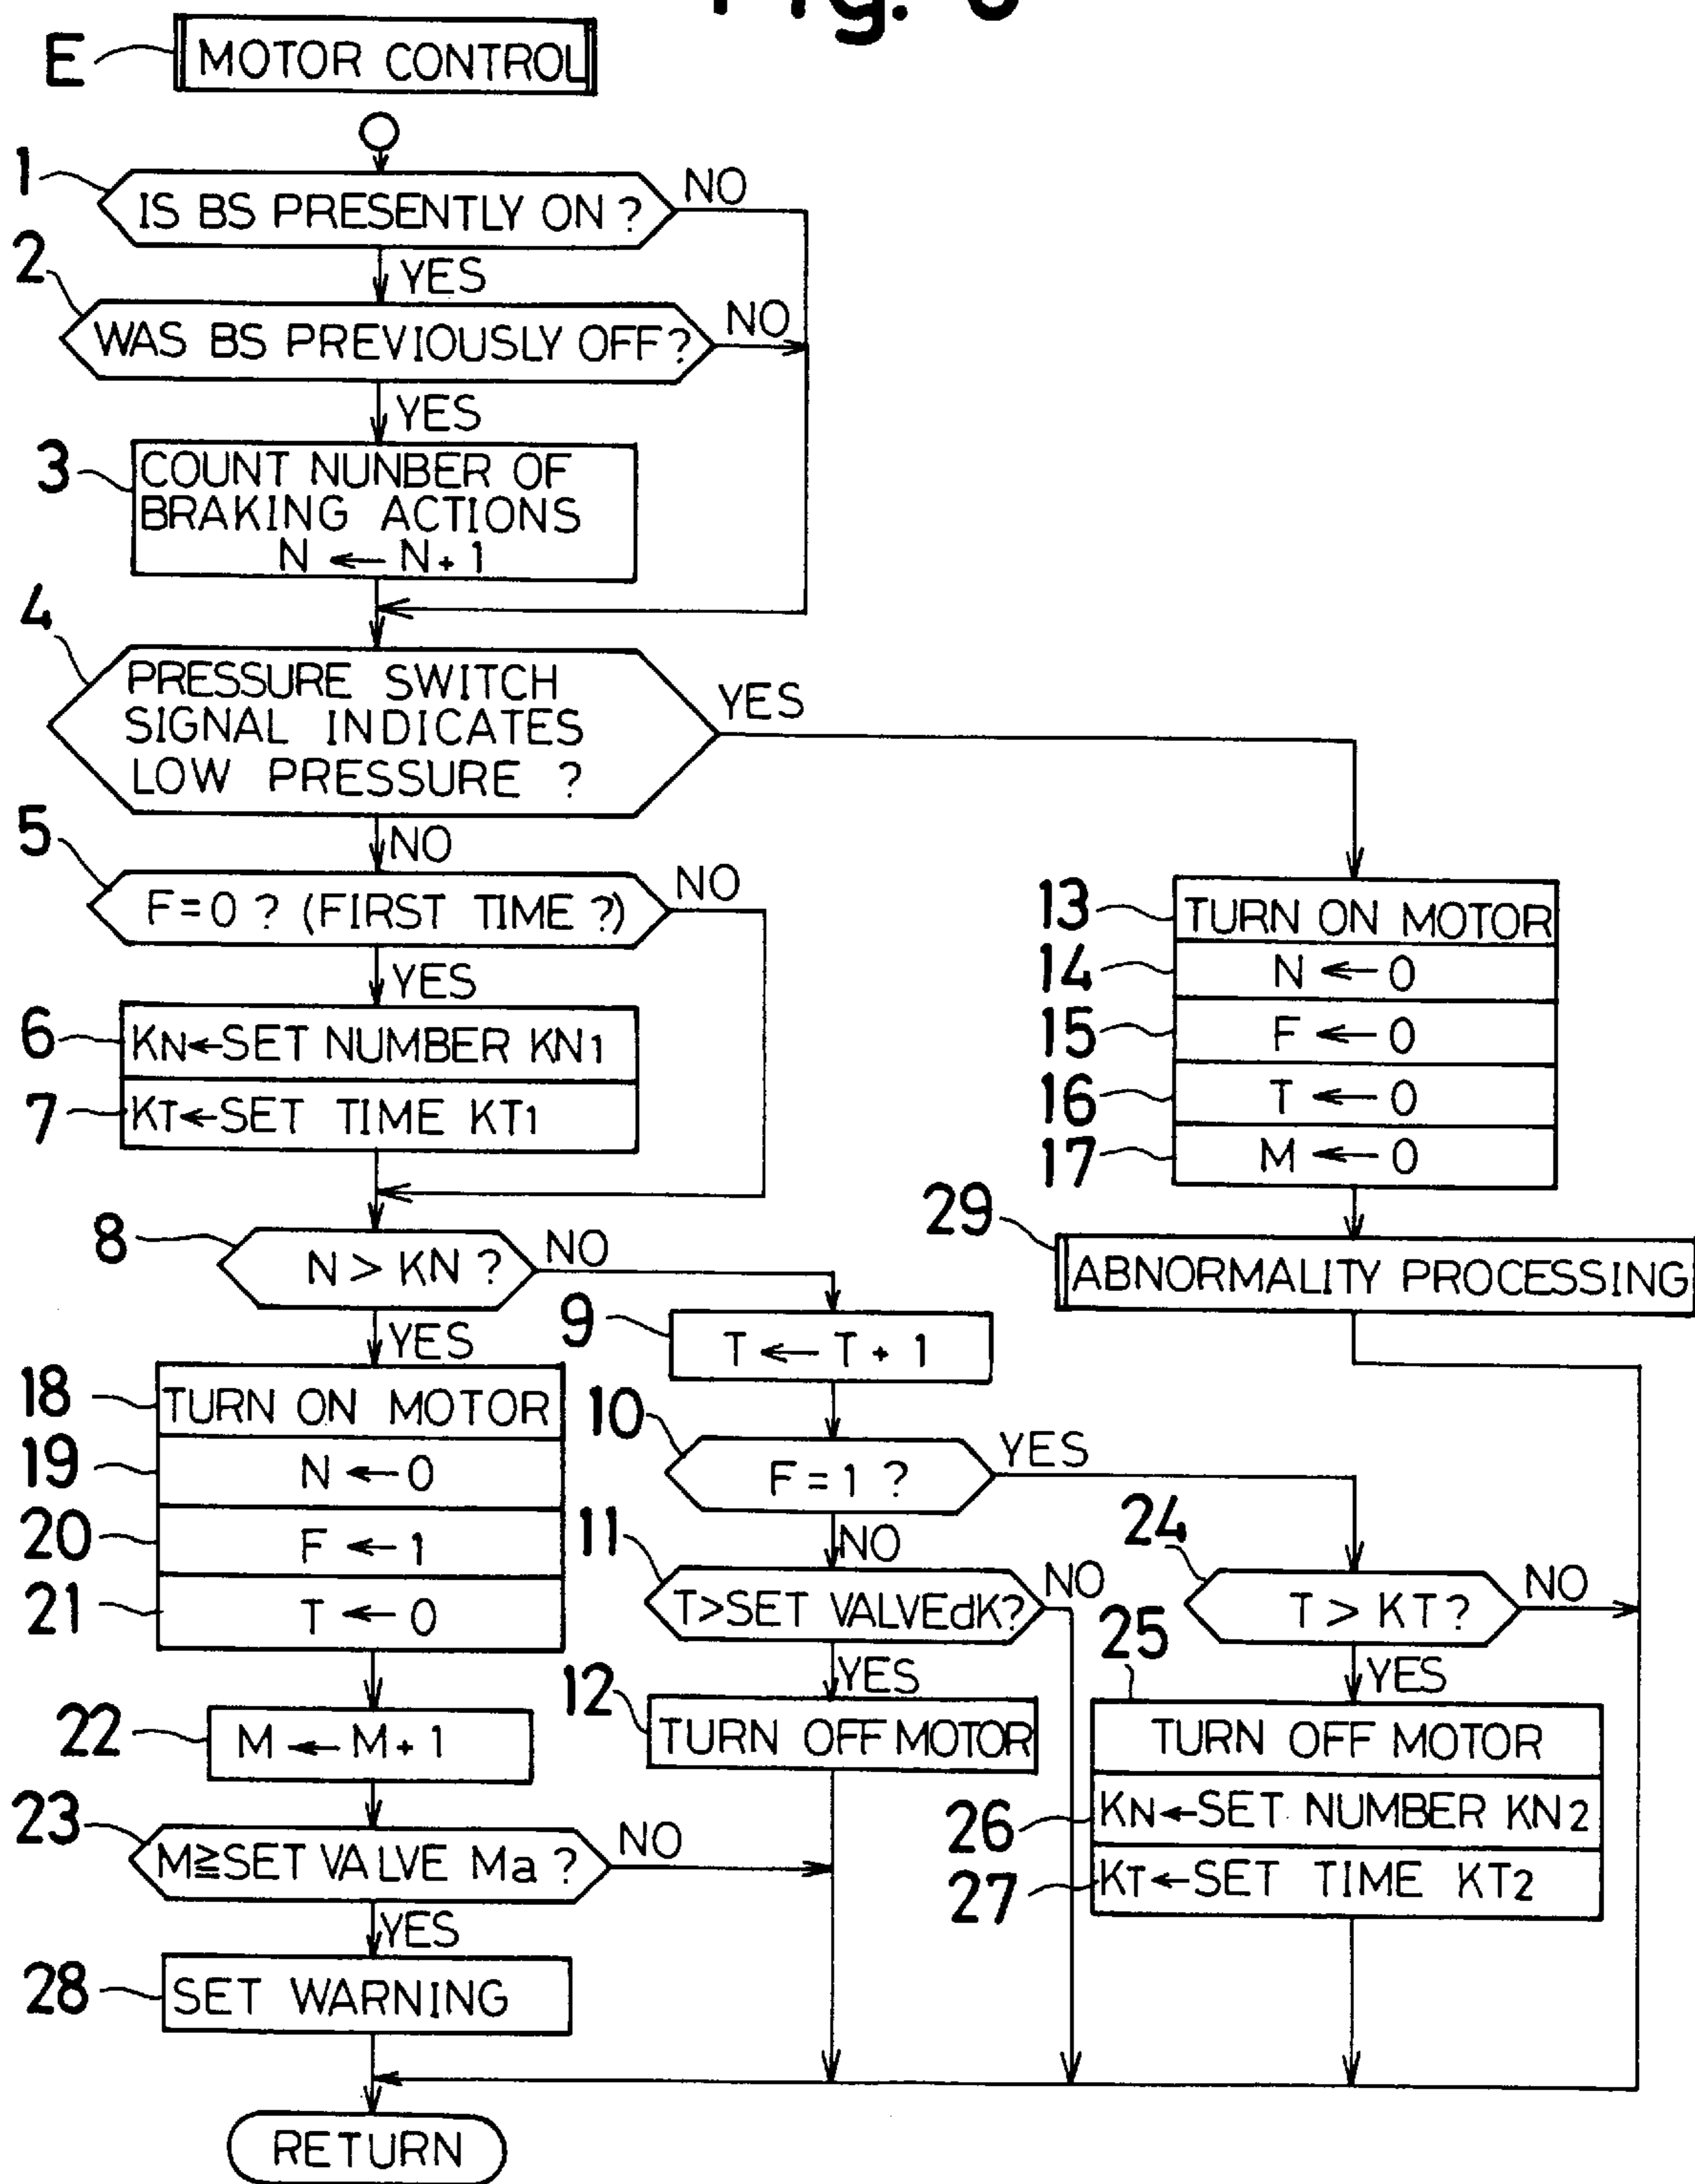 Fig.
E
MOTOR CONTROL
1
IS BS PRESENTLY ON ?
NO
YES
2
WAS BS PREVIOUSLY OFF ?
NO
YES
3
COUNT NUNBER OF
BRAKING ACTIONS
N ← N + 1
4
PRESSURE SWITCH
SIGNAL INDICATES
LOW PRESSURE ?
YES
NO
5
F = 0 ? (FIRST TIME ?)
NO
YES
6
KN ← SET NUMBER KN1
7
KT ← SET TIME KT1
8
N > KN ?
NO
YES
9
T ← T + 1
10
F = 1 ?
YES
NO
11
T > SET VALVE dK ?
NO
YES
12
TURN OFF MOTOR
13
TURN ON MOTOR
14
N ← 0
15
F ← 0
16
T ← 0
17
M ← 0
29
ABNORMALITY PROCESSING
18
TURN ON MOTOR
19
N ← 0
20
F ← 1
21
T ← 0
22
M ← M + 1
23
M ≧ SET VALVE Ma ?
NO
YES
28
SET WARNING
24
T > KT ?
NO
YES
25
TURN OFF MOTOR
26
KN ← SET NUMBER KN2
27
KT ← SET TIME KT2
RETURN